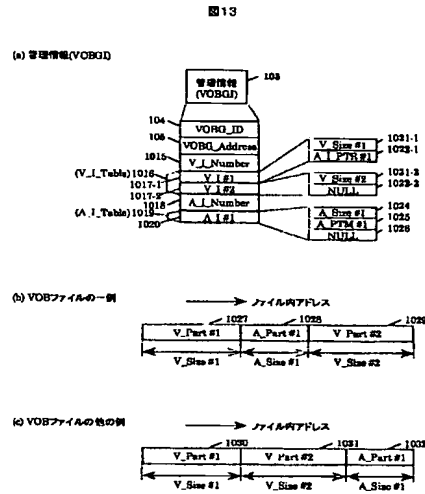 図13
(a) 管理情報(VOBGI)
管理情報
(VOBGI)
103
104
VOBG_ID
VOBG_Address
1015
V_I_Number
(V_I_Table) 1016
V_I #1
1017-1
V_I #2
1017-2
1018
A_I_Number
(A_I_Table) 1019
A_I #1
1020
1021-1
V_Size #1
1022-1
A_I_PTR #1
1021-2
V_Size #2
1022-2
NULL
1024
A_Size #1
1025
A_PTM #1
1026
NULL
(b) VOBファイルの一例
ファイル内アドレス
1027 1028 1029
V_Part #1 A_Part #1 V_Part #2
V_Size #1 A_Size #1 V_Size #2
(c) VOBファイルの他の例
ファイル内アドレス
1030 1031 1032
V_Part #1 V_Part #2 A_Part #1
V_Size #1 V_Size #2 A_Size #1